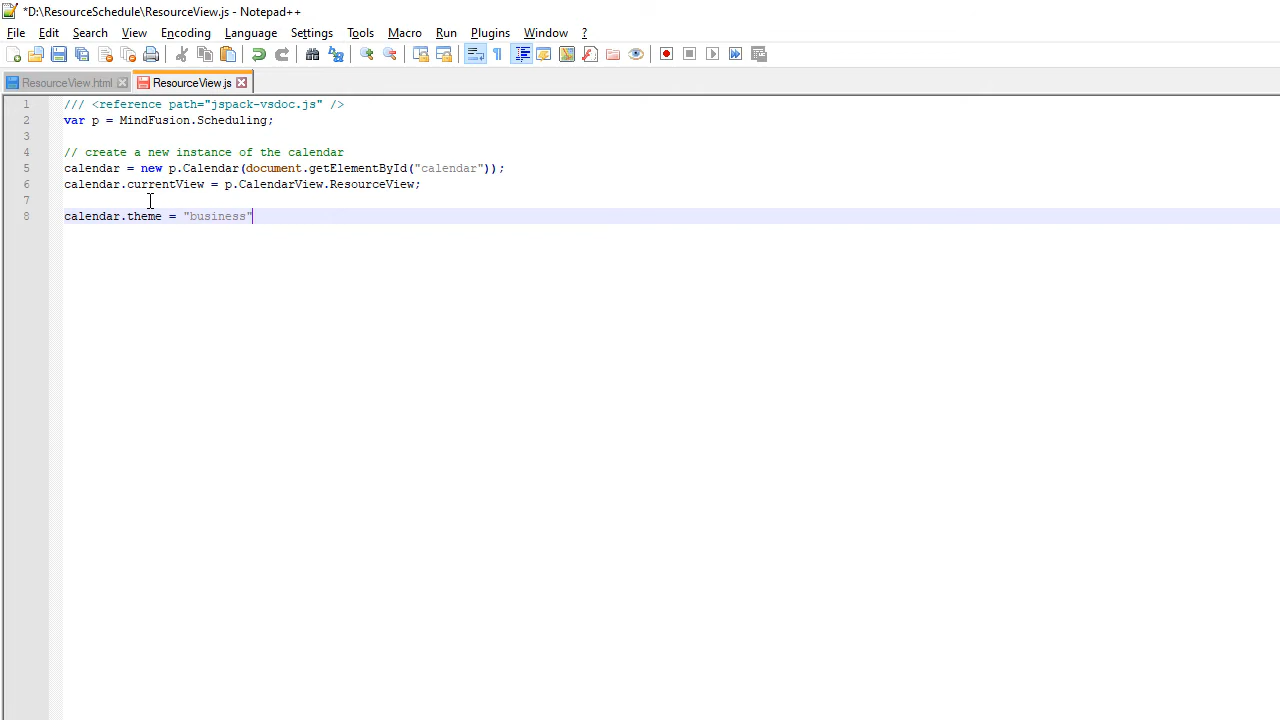 *D:\ResourceSchedule\ResourceView.js - Notepad++
File Edit Search View Encoding Language Settings Tools Macro Run Plugins Window ?
ResourceView.html ResourceView.js
1 /// <reference path="jspack-vsdoc.js" />
2 var p = MindFusion.Scheduling;
3
4 // create a new instance of the calendar
5 calendar = new p.Calendar(document.getElementById("calendar"));
6 calendar.currentView = p.CalendarView.ResourceView;
7
8 calendar.theme = "business"